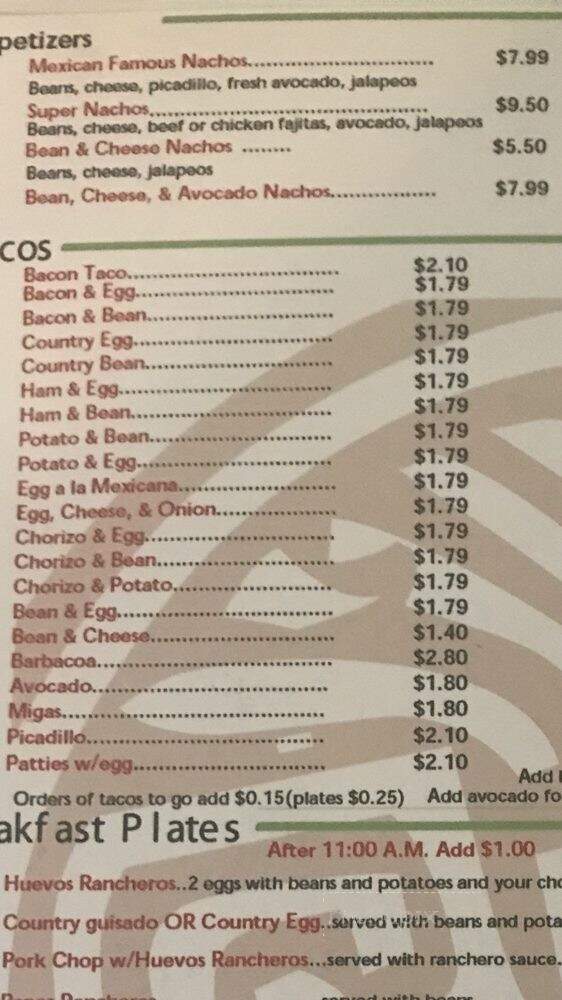 petizers
Mexican Famous Nachos................................ $7.99
Beans, cheese, picadillo, fresh avocado, jalapeos
Super Nachos................................................ $9.50
Beans, cheese, beef or chicken fajitas, avocado, jalapeos
Bean & Cheese Nachos ........ $5.50
Beans, cheese, jalapeos
Bean, Cheese, & Avocado Nachos................. $7.99
cos
Bacon Taco.................................... $2.10
Bacon & Egg.................................. $1.79
Bacon & Bean................................ $1.79
Country Egg.................................. $1.79
Country Bean................................ $1.79
Ham & Egg.................................... $1.79
Ham & Bean.................................. $1.79
Potato & Bean............................... $1.79
Potato & Egg................................. $1.79
Egg a la Mexicana.......................... $1.79
Egg, Cheese, & Onion.................... $1.79
Chorizo & Egg................................ $1.79
Chorizo & Bean.............................. $1.79
Chorizo & Potato........................... $1.79
Bean & Egg.................................... $1.79
Bean & Cheese.............................. $1.40
Barbacoa....................................... $2.80
Avocado........................................ $1.80
Migas............................................ $1.80
Picadillo........................................ $2.10
Patties w/egg................................ $2.10
Add
Orders of tacos to go add $0.15(plates $0.25) Add avocado fo
akfast Plates
After 11:00 A.M. Add $1.00
Huevos Rancheros..2 eggs with beans and potatoes and your cho
Country guisado OR Country Egg..served with beans and pota
Pork Chop w/Huevos Rancheros...served with ranchero sauce.
served with beans